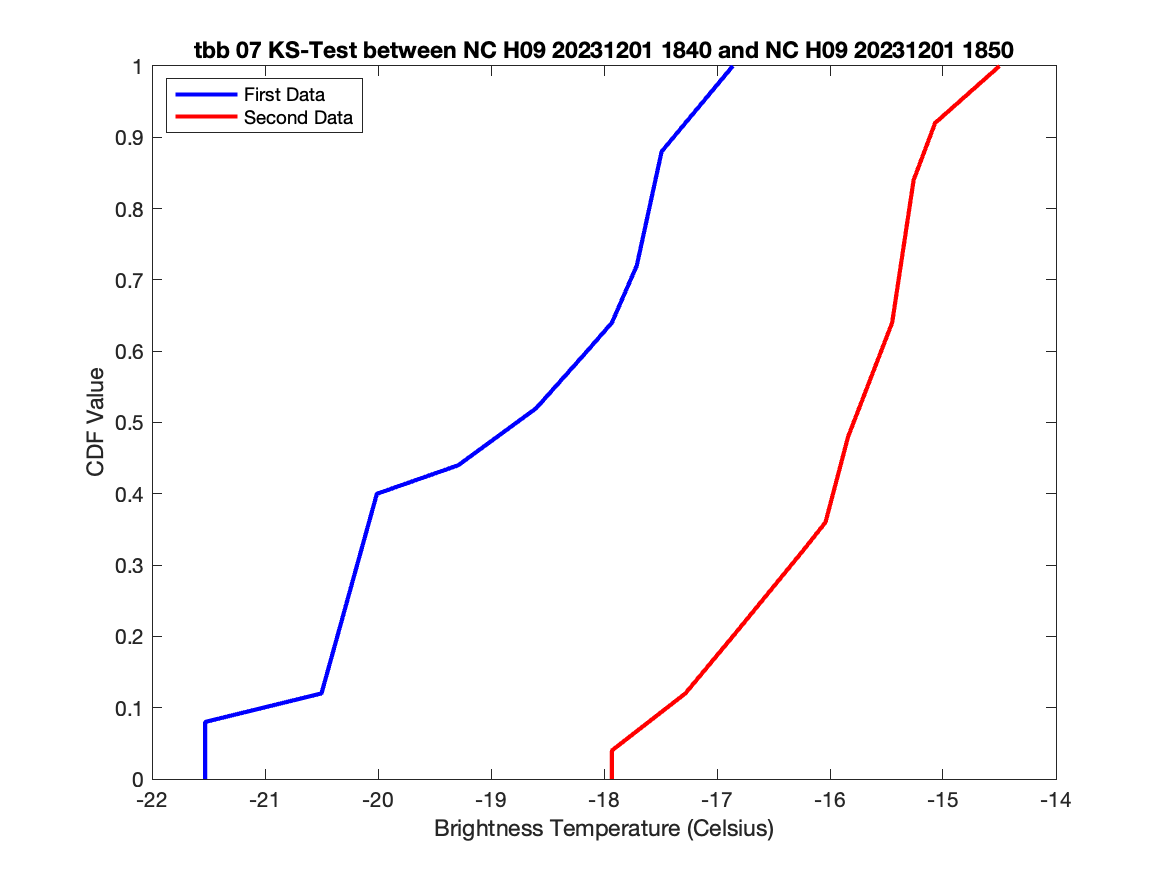 tbb 07 KS-Test between NC H09 20231201 1840 and NC H09 20231201 1850
First Data
Second Data
1
0.9
0.8
0.7
0.6
0.5
0.4
0.3
0.2
0.1
0
CDF Value
-22 -21 -20 -19 -18 -17 -16 -15 -14
Brightness Temperature (Celsius)